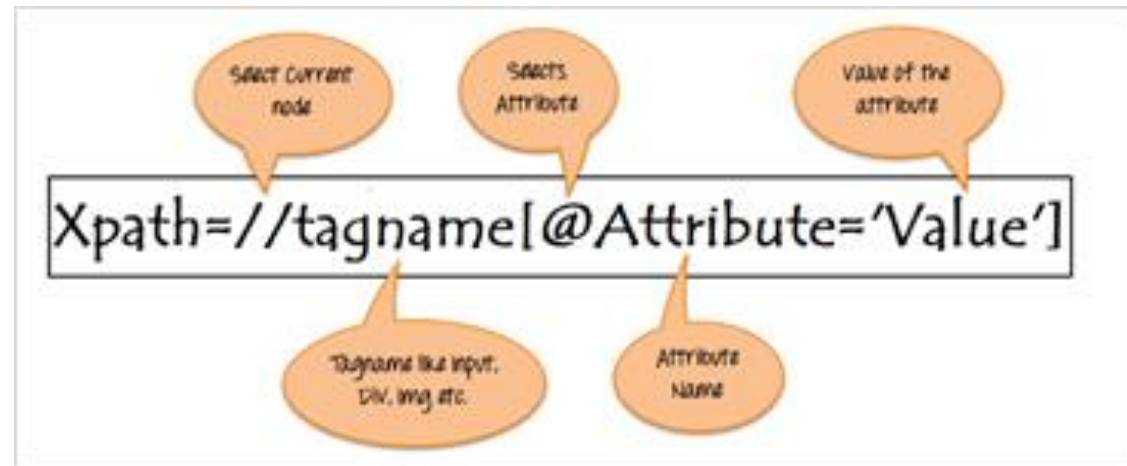 Select Current
node
Selects
Attribute
Value of the
attribute
Xpath=//tagname[@Attribute='Value']
Tagname like Input,
Div, Img etc.
Attribute
Name